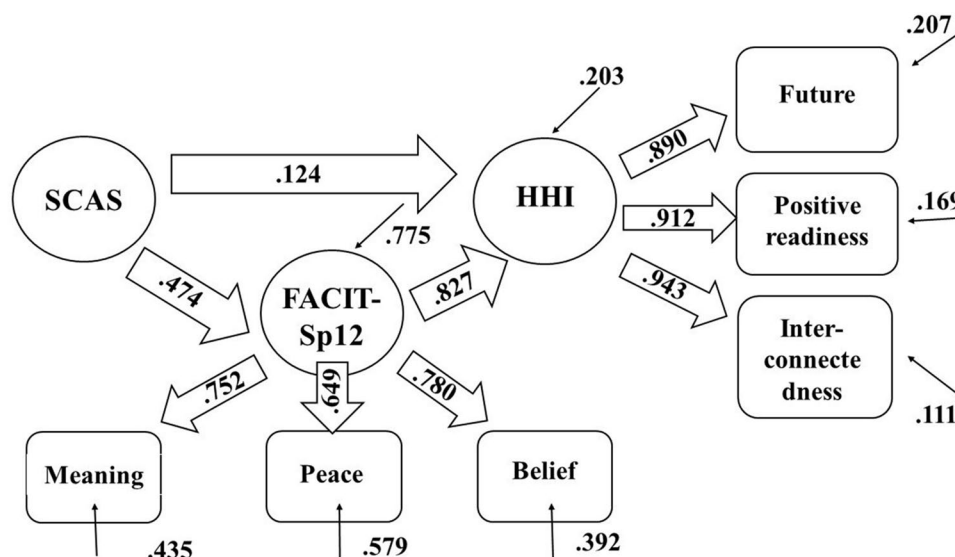 .207
.203
Future
.890
SCAS
.124
HHI
.912
Positive
readiness
.169
.775
.474
FACIT-
Sp12
.827
.943
Inter-
connecte
dness
.752
.649
.780
.111
Meaning
Peace
Belief
.435
.579
.392